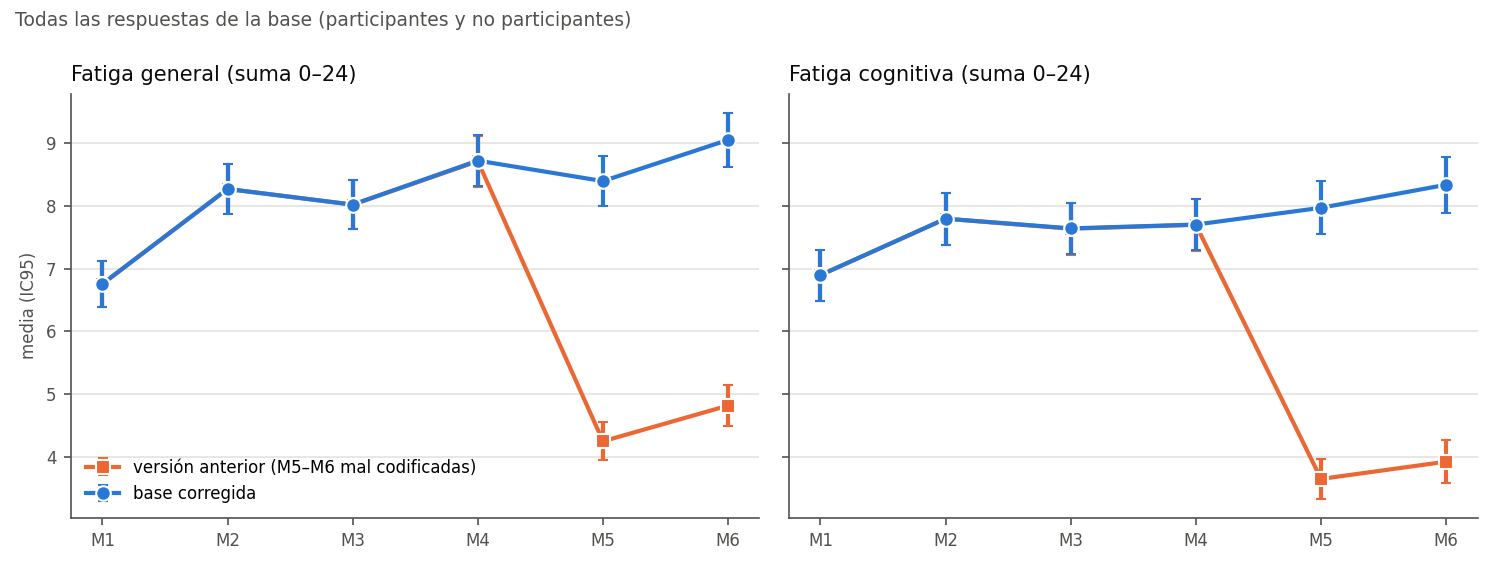 Todas las respuestas de la base (participantes y no participantes)
Fatiga general (suma 0–24)
Fatiga cognitiva (suma 0–24)
media (IC95)
9
8
7
6
5
4
versión anterior (M5–M6 mal codificadas)
base corregida
M1 M2 M3 M4 M5 M6
M1 M2 M3 M4 M5 M6